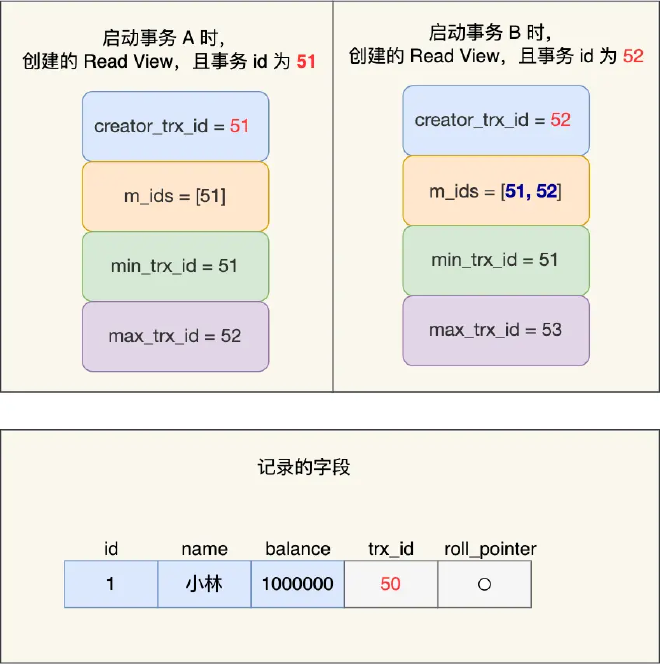 启动事务 A 时，
创建的 Read View，且事务 id 为 51
creator_trx_id = 51
m_ids = [51]
min_trx_id = 51
max_trx_id = 52
启动事务 B 时，
创建的 Read View，且事务 id 为 52
creator_trx_id = 52
m_ids = [51, 52]
min_trx_id = 51
max_trx_id = 53
记录的字段
id name balance trx_id roll_pointer
1 小林 1000000 50